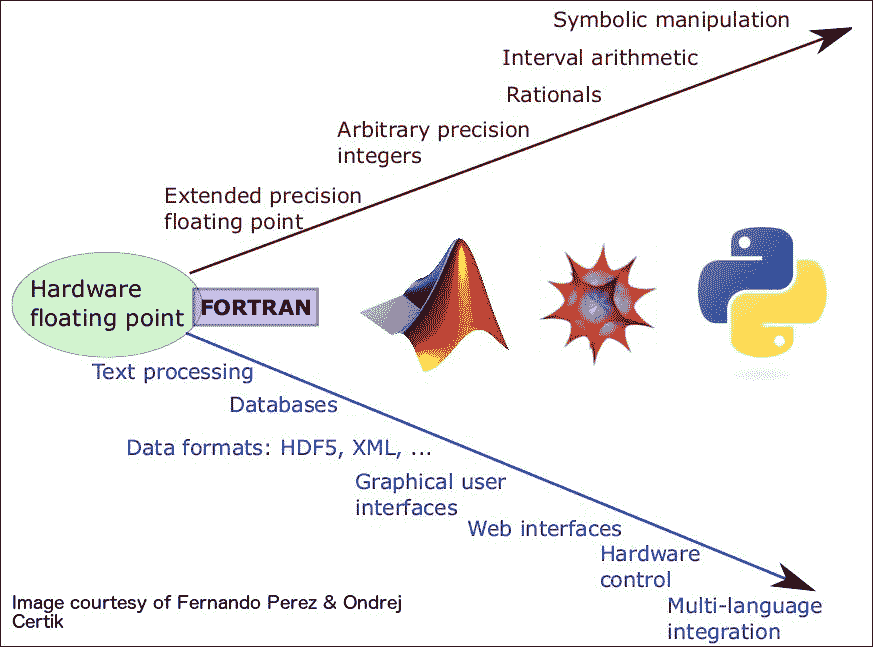 Symbolic manipulation
Interval arithmetic
Rationals
Arbitrary precision
integers
Extended precision
floating point
Hardware
floating point
FORTRAN
Text processing
Databases
Data formats: HDF5, XML, ...
Graphical user
interfaces
Web interfaces
Hardware
control
Multi-language
integration
Image courtesy of Fernando Perez & Ondrej
Certik